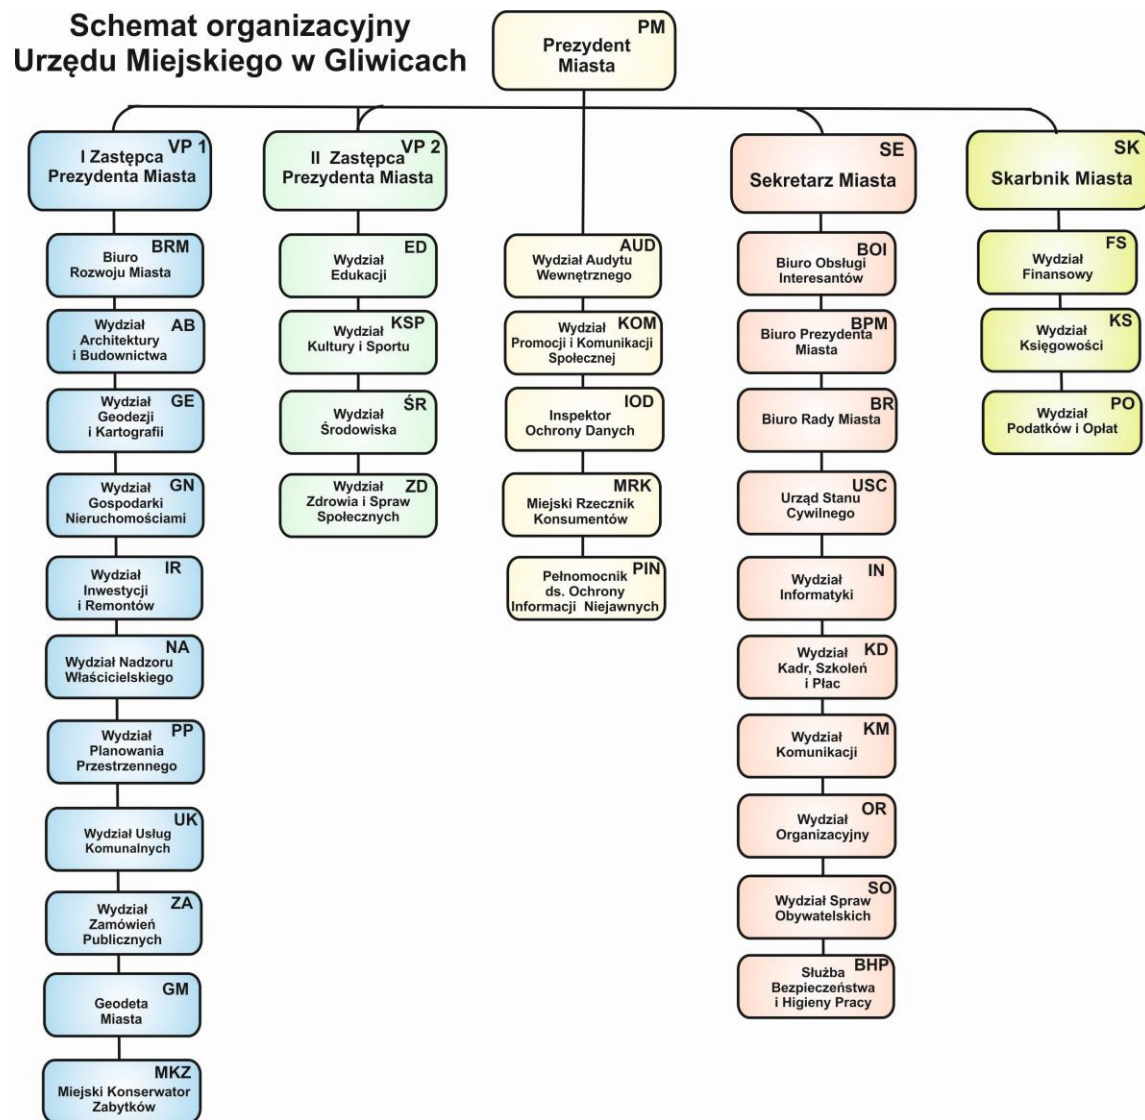 Schemat organizacyjny
Urzędu Miejskiego w Gliwicach
PM
Prezydent
Miasta
VP 1
I Zastępca
Prezydenta Miasta
BRM
Biuro
Rozwoju Miasta
AB
Wydział
Architektury
i Budownictwa
GE
Wydział
Geodezji
i Kartografii
GN
Wydział
Gospodarki
Nieruchomościami
IR
Wydział
Inwestycji
i Remontów
NA
Wydział Nadzoru
Właścicielskiego
PP
Wydział
Planowania
Przestrzennego
UK
Wydział Usług
Komunalnych
ZA
Wydział
Zamówień
Publicznych
GM
Geodeta
Miasta
MKZ
Miejski Konserwator
Zabytków
VP 2
II Zastępca
Prezydenta Miasta
ED
Wydział
Edukacji
KSP
Wydział
Kultury i Sportu
ŚR
Wydział
Środowiska
ZD
Wydział
Zdrowia i Spraw
Społecznych
AUD
Wydział Audytu
Wewnętrznego
KOM
Wydział
Promocji i Komunikacji
Społecznej
IOD
Inspektor
Ochrony Danych
MRK
Miejski Rzecznik
Konsumentów
PIN
Pełnomocnik
ds. Ochrony
Informacji Niejawnych
SE
Sekretarz Miasta
BOI
Biuro Obsługi
Interesantów
BPM
Biuro Prezydenta
Miasta
BR
Biuro Rady Miasta
USC
Urząd Stanu
Cywilnego
IN
Wydział
Informatyki
KD
Wydział
Kadr, Szkoleń
i Płac
KM
Wydział
Komunikacji
OR
Wydział
Organizacyjny
SO
Wydział Spraw
Obywatelskich
BHP
Służba
Bezpieczeństwa
i Higieny Pracy
SK
Skarbnik Miasta
FS
Wydział
Finansowy
KS
Wydział
Księgowości
PO
Wydział
Podatków i Opłat